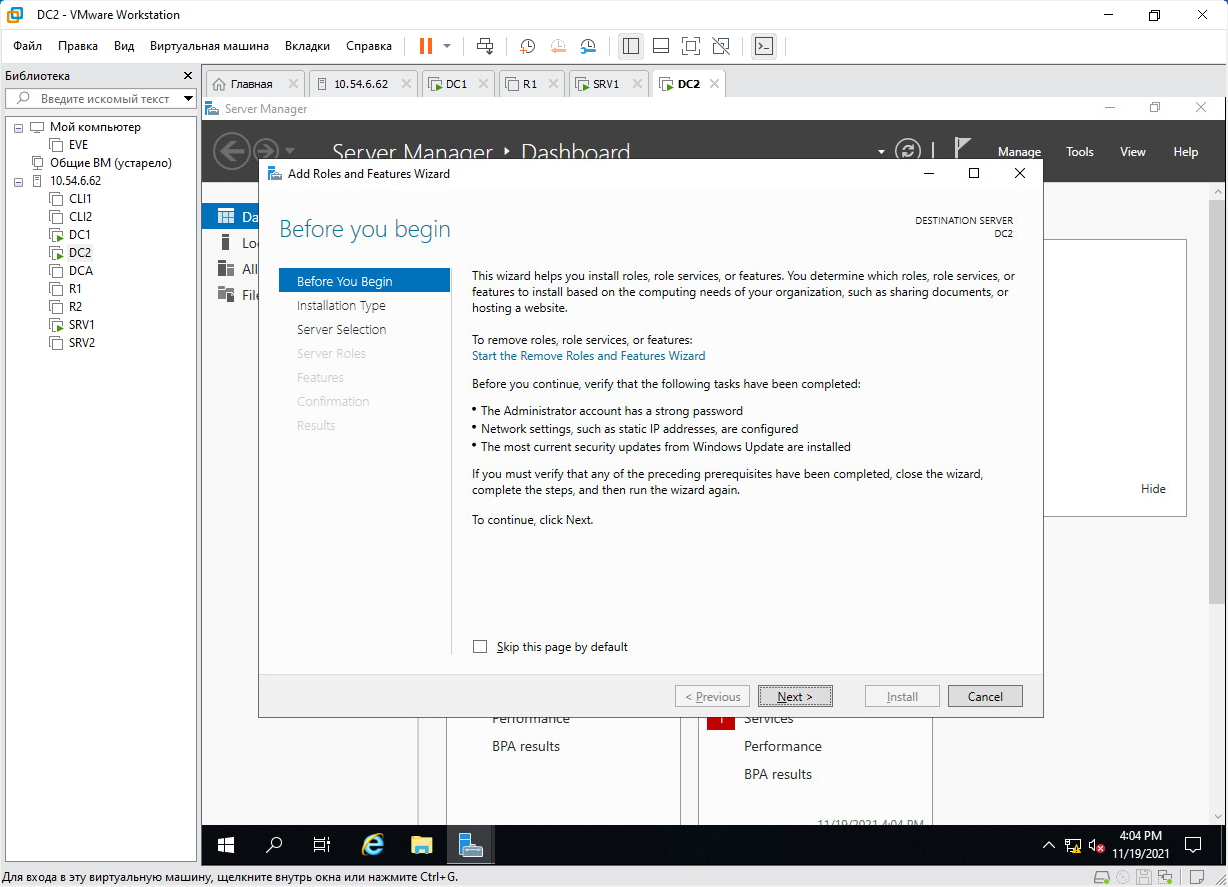 DC2 - VMware Workstation
Файл Правка Вид Виртуальная машина Вкладки Справка
Библиотека
Введите искомый текст
Мой компьютер
EVE
Общие ВМ (устарело)
10.54.6.62
CLI1
CLI2
DC1
DC2
DCA
R1
R2
SRV1
SRV2
Главная 10.54.6.62 DC1 R1 SRV1 DC2
Server Manager
Server Manager Dashboard
Manage Tools View Help
Add Roles and Features Wizard
Before you begin
DESTINATION SERVER
DC2
Before You Begin
Installation Type
Server Selection
Server Roles
Features
Confirmation
Results
This wizard helps you install roles, role services, or features. You determine which roles, role services, or
features to install based on the computing needs of your organization, such as sharing documents, or
hosting a website.
To remove roles, role services, or features:
Start the Remove Roles and Features Wizard
Before you continue, verify that the following tasks have been completed:
• The Administrator account has a strong password
• Network settings, such as static IP addresses, are configured
• The most current security updates from Windows Update are installed
If you must verify that any of the preceding prerequisites have been completed, close the wizard,
complete the steps, and then run the wizard again.
To continue, click Next.
Skip this page by default
< Previous Next > Install Cancel
Da
Loc
All
File
Hide
Performance
BPA results
1 Services
Performance
BPA results
11/19/2021 4:04 PM
4:04 PM
11/19/2021
Для входа в эту виртуальную машину, щелкните внутрь окна или нажмите Ctrl+G.